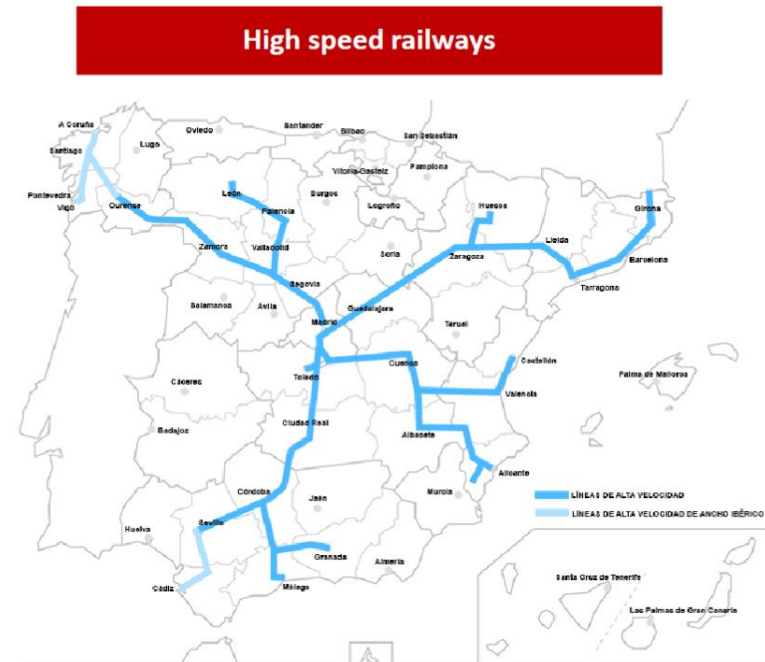 High speed railways
A Coruña
Lugo
Oviedo
Santander
Bilbao
San Sebastián
Santiago
Vitoria-Gasteiz
Pamplona
Pontevedra
Vigo
Ourense
León
Palencia
Burgos
Logroño
Huesca
Girona
Zamora
Valladolid
Soria
Zaragoza
Lleida
Barcelona
Segovia
Tarragona
Salamanca
Ávila
Guadalajara
Madrid
Teruel
Castellón
Palma de Mallorca
Toledo
Cuenca
Cáceres
Valencia
Ciudad Real
Badajoz
Albacete
Alicante
Córdoba
Jaén
Murcia
LÍNEAS DE ALTA VELOCIDAD
LÍNEAS DE ALTA VELOCIDAD DE ANCHO IBÉRICO
Huelva
Sevilla
Granada
Almería
Cádiz
Málaga
Santa Cruz de Tenerife
Las Palmas de Gran Canaria